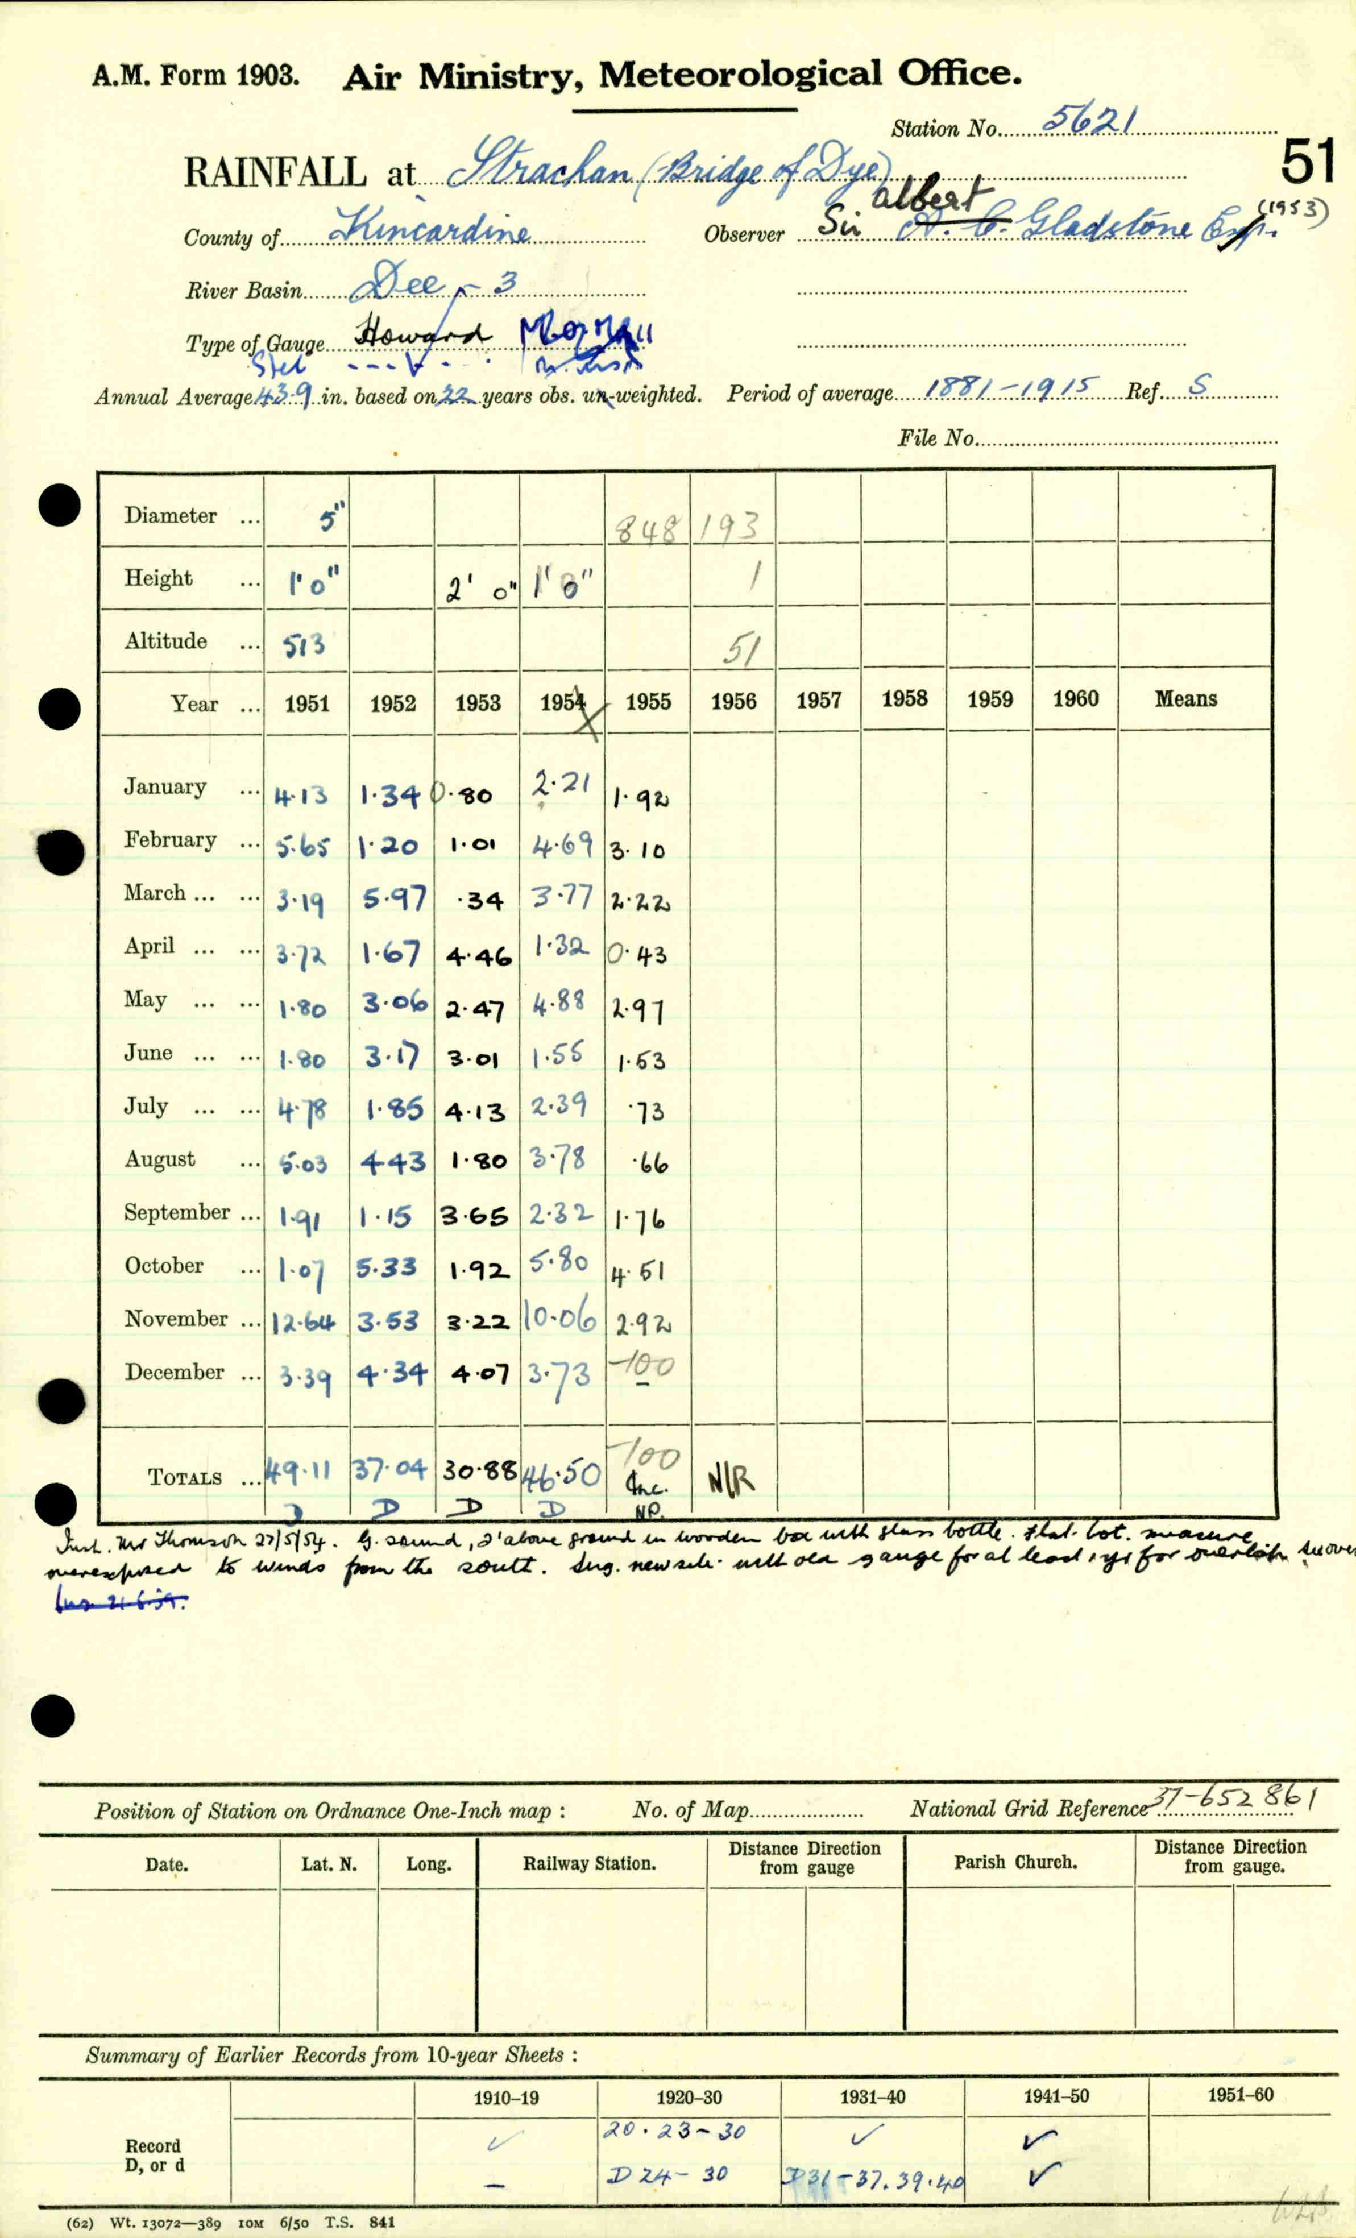 A.M. Form 1903. Air Ministry, Meteorological Office.
Station No. 5621
51
RAINFALL at Strachan (Bridge of Dye)
albert
County of Kincardine Observer Sir A. C. Gladstone Esq. (1953)
River Basin Dee - 3
Type of Gauge Howard
Annual Average 43.9 in. based on 22 years obs. un-weighted. Period of average 1881-1915 Ref. S
File No.
Diameter ... 5" 848 193
Height ... 1' 0" 2' 0" 1' 0" 1
Altitude ... 513 51
Year ... 1951 1952 1953 1954 1955 1956 1957 1958 1959 1960 Means
January ... 4.13 1.34 0.80 2.21 1.92
February ... 5.65 1.20 1.01 4.69 3.10
March ... ... 3.19 5.97 .34 3.77 2.22
April ... ... 3.72 1.67 4.46 1.32 0.43
May ... ... 1.80 3.06 2.47 4.88 2.97
June ... ... 1.80 3.17 3.01 1.55 1.53
July ... ... 4.78 1.85 4.13 2.39 .73
August ... 5.03 4.43 1.80 3.78 .66
September ... 1.91 1.15 3.65 2.32 1.76
October ... 1.07 5.33 1.92 5.80 4.51
November ... 12.64 3.53 3.22 10.06 2.92
December ... 3.39 4.34 4.07 3.73 -100
TOTALS ... 49.11 37.04 30.88 46.50 -100 Inc. N/R
D D D D NP.
Inst. Mr Thomson 27/5/54. G. sound, 2' above ground in wooden box with glass bottle. flat bot. measure
overexposed to winds from the south. Sug. new site with old gauge for at least 1 yr for overlap
Position of Station on Ordnance One-Inch map : No. of Map National Grid Reference 37-652861
Date. Lat. N. Long. Railway Station. Distance from gauge Direction Parish Church. Distance from gauge. Direction
Summary of Earlier Records from 10-year Sheets :
1910–19 1920–30 1931–40 1941–50 1951–60
Record ✓ 20.23-30 ✓ ✓
D, or d – D 24-30 D31-37.39.40 ✓
(62) Wt. 13072—389 10M 6/50 T.S. 841